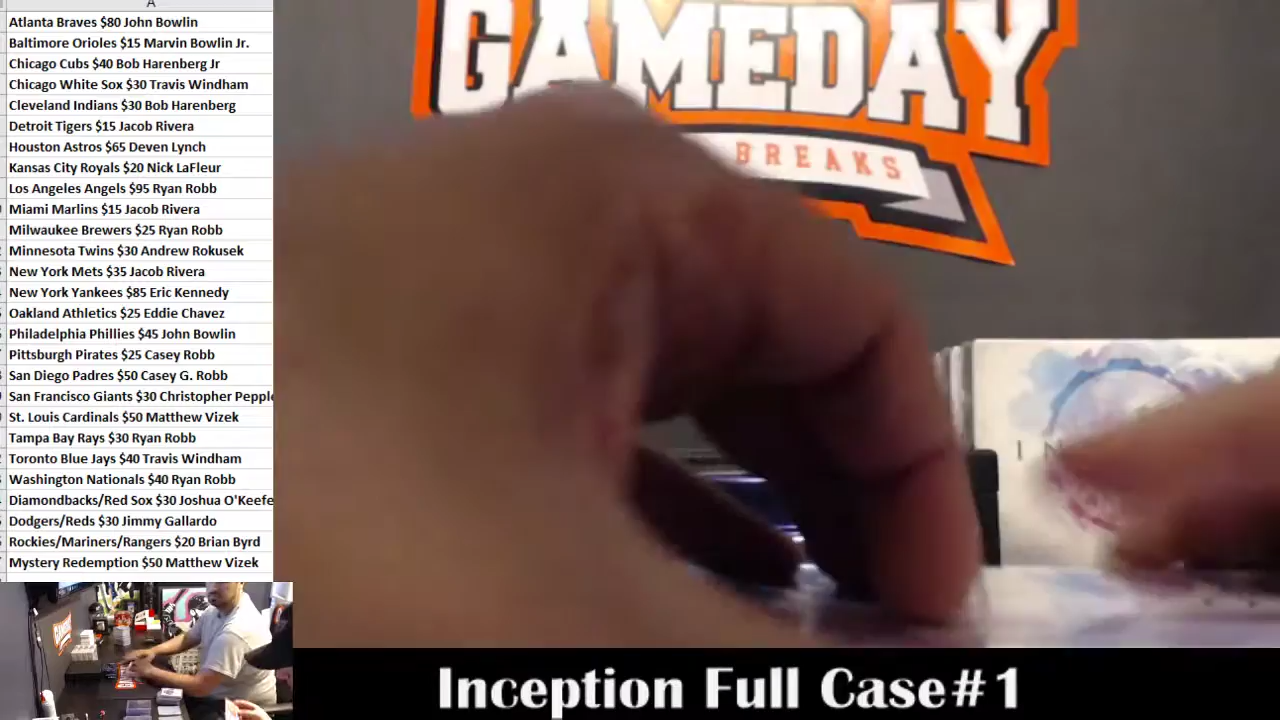 A
Atlanta Braves $80 John Bowlin
Baltimore Orioles $15 Marvin Bowlin Jr.
Chicago Cubs $40 Bob Harenberg Jr
Chicago White Sox $30 Travis Windham
Cleveland Indians $30 Bob Harenberg
Detroit Tigers $15 Jacob Rivera
Houston Astros $65 Deven Lynch
Kansas City Royals $20 Nick LaFleur
Los Angeles Angels $95 Ryan Robb
Miami Marlins $15 Jacob Rivera
Milwaukee Brewers $25 Ryan Robb
Minnesota Twins $30 Andrew Rokusek
New York Mets $35 Jacob Rivera
New York Yankees $85 Eric Kennedy
Oakland Athletics $25 Eddie Chavez
Philadelphia Phillies $45 John Bowlin
Pittsburgh Pirates $25 Casey Robb
San Diego Padres $50 Casey G. Robb
San Francisco Giants $30 Christopher Pepple
St. Louis Cardinals $50 Matthew Vizek
Tampa Bay Rays $30 Ryan Robb
Toronto Blue Jays $40 Travis Windham
Washington Nationals $40 Ryan Robb
Diamondbacks/Red Sox $30 Joshua O'Keefe
Dodgers/Reds $30 Jimmy Gallardo
Rockies/Mariners/Rangers $20 Brian Byrd
Mystery Redemption $50 Matthew Vizek
GAMEDAY
BREAKS
Inception Full Case#1